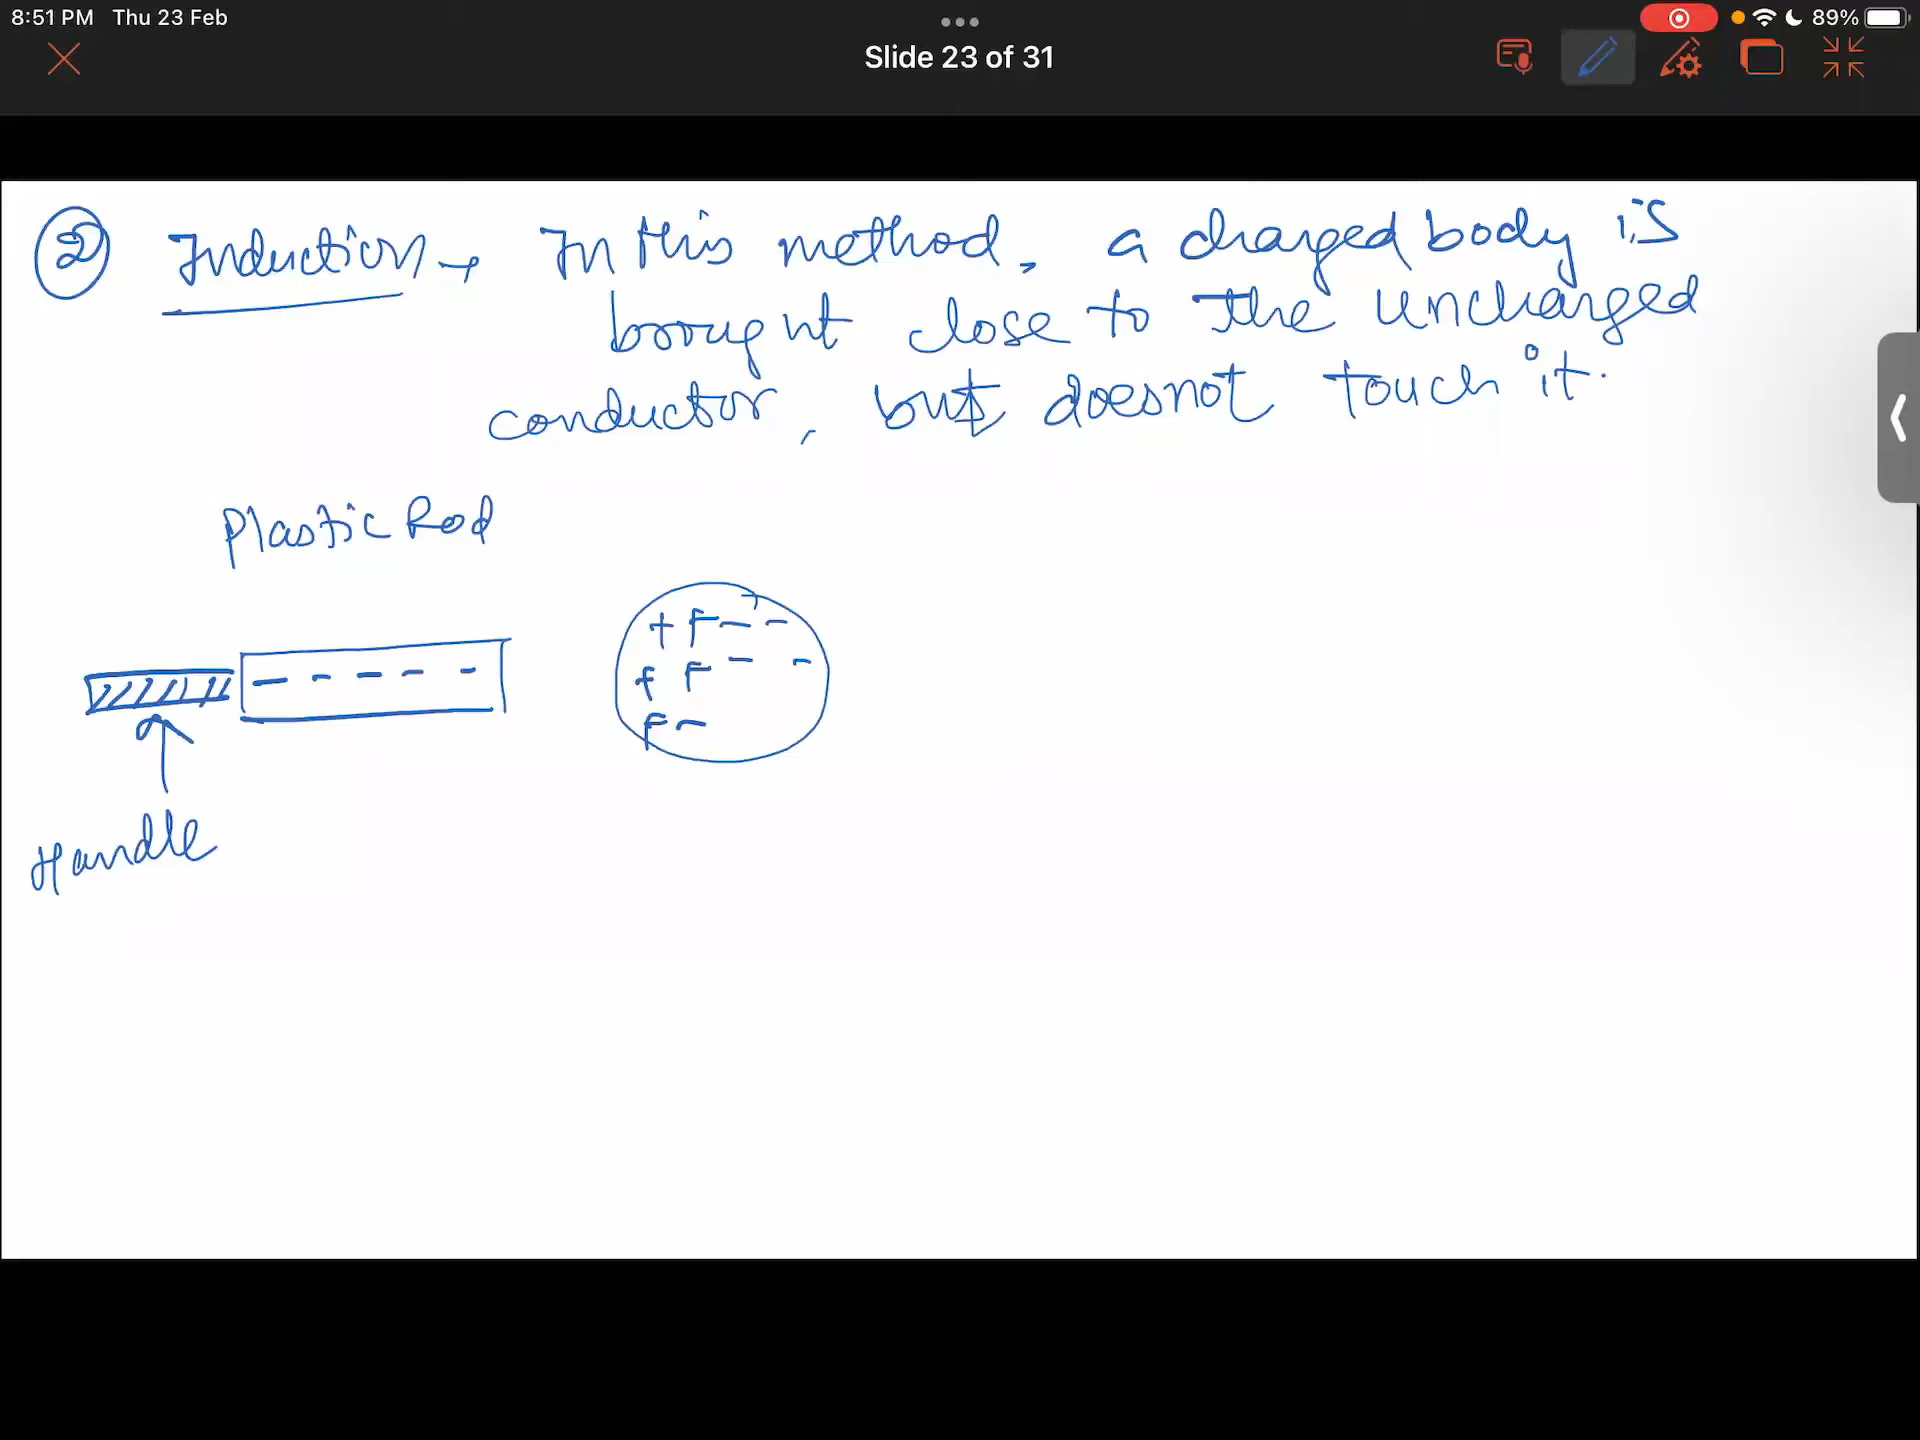 8:51 PM Thu 23 Feb
89%
Slide 23 of 31
② Induction → In this method, a charged body is
brought close to the uncharged
conductor, but doesnot touch it.
Plastic Rod
+ + - -
+ + - -
+ -
- - - - -
Handle